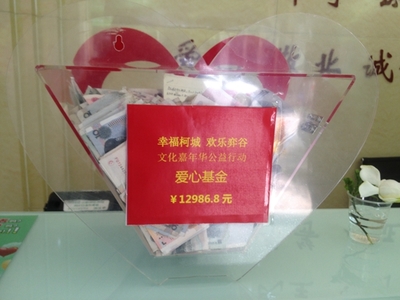 幸福柯城 欢乐弈谷
文化嘉年华公益行动
爱心基金
￥12986.8元